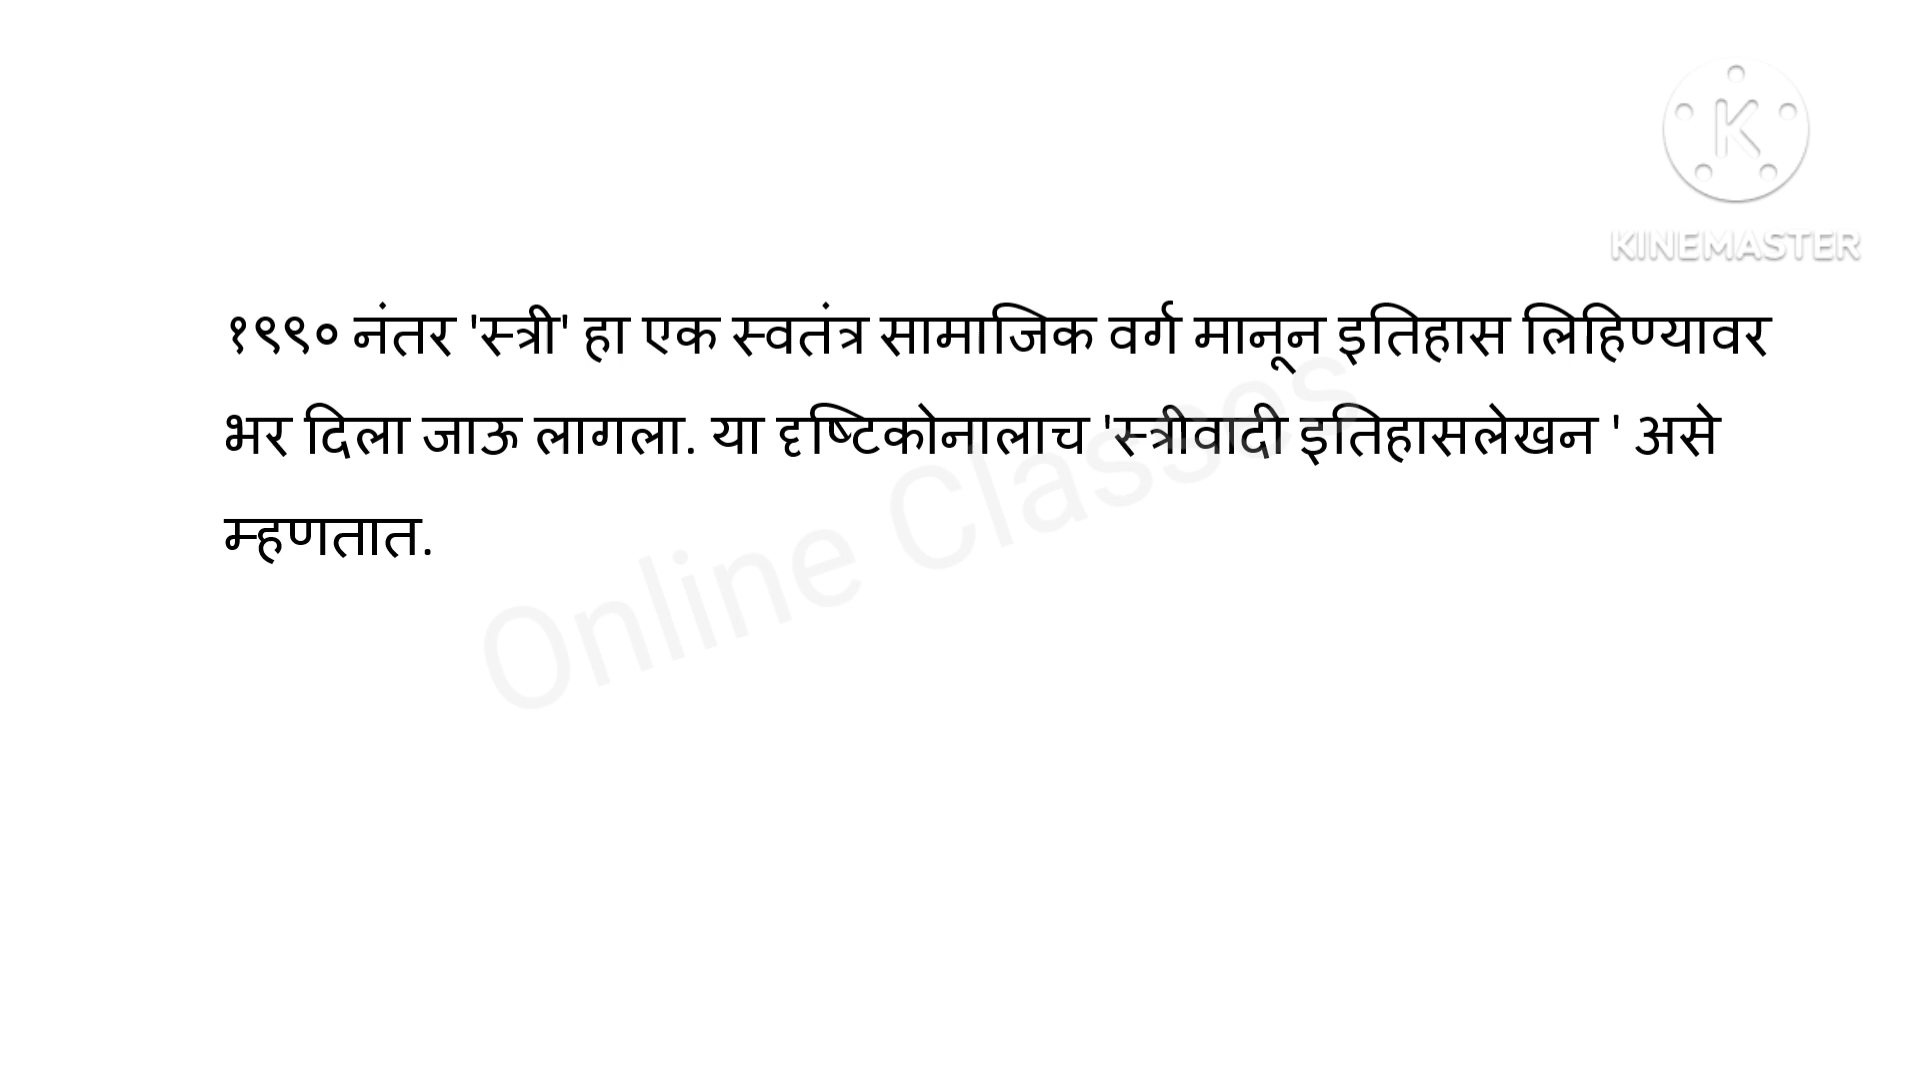 KINEMASTER
१९९० नंतर 'स्त्री' हा एक स्वतंत्र सामाजिक वर्ग मानून इतिहास लिहिण्यावर
भर दिला जाऊ लागला. या दृष्टिकोनालाच 'स्त्रीवादी इतिहासलेखन ' असे
म्हणतात.
Online Classes